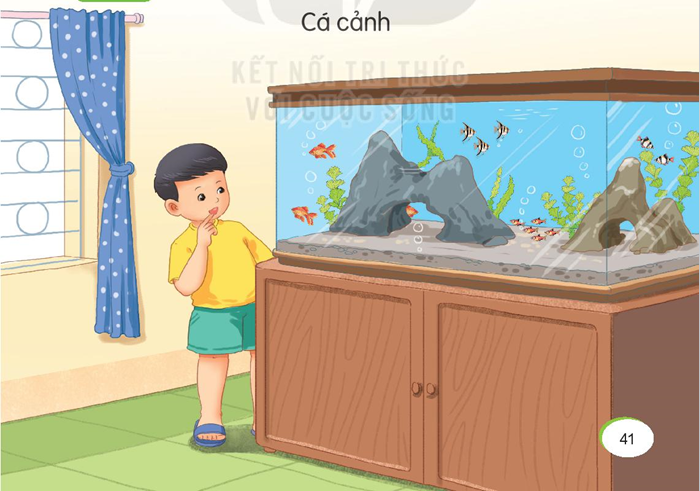 Cá cảnh
KẾT NỐI TRI THỨC
VỚI CUỘC SỐNG
41